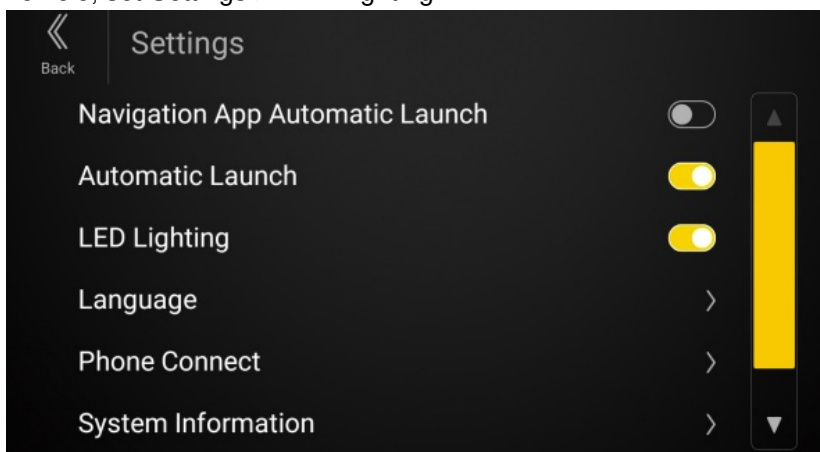 Settings
Back
Navigation App Automatic Launch
Automatic Launch
LED Lighting
Language
Phone Connect
System Information